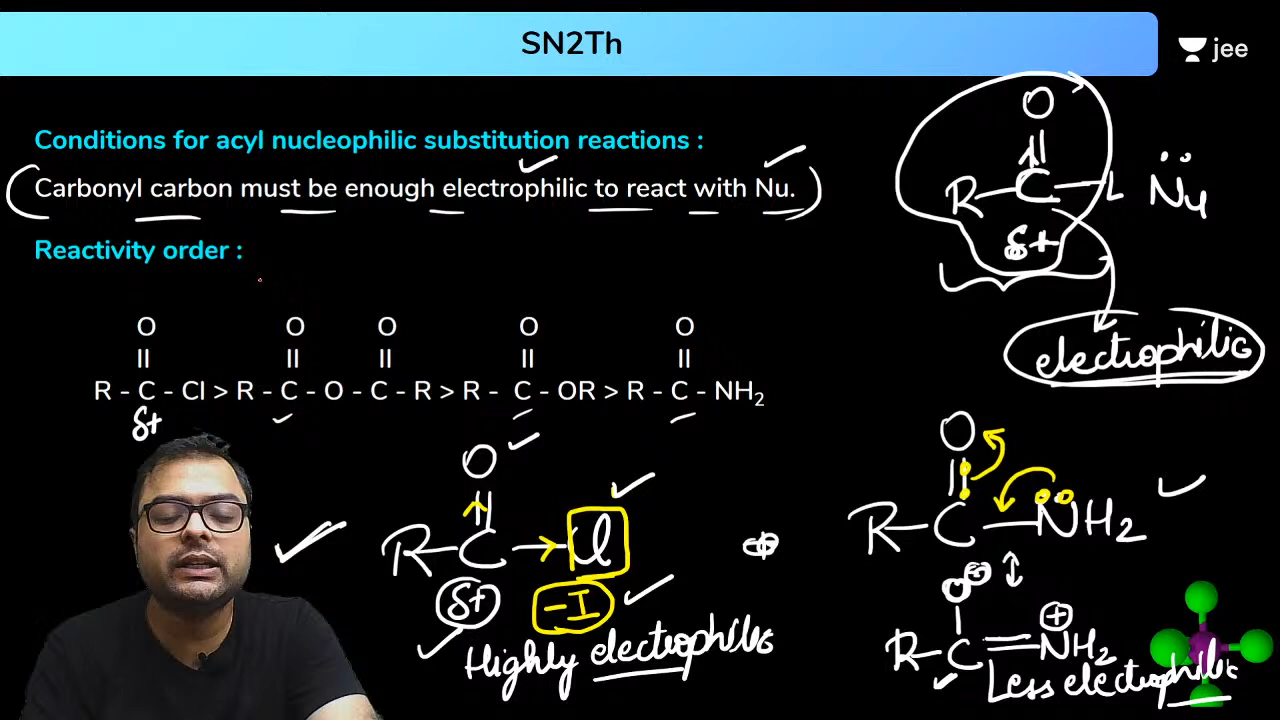 SN2Th
jee
Conditions for acyl nucleophilic substitution reactions :
Carbonyl carbon must be enough electrophilic to react with Nu.
Reactivity order :
O
||
R - C - L Nu
δ+
electrophilic
O O O O O
|| || || || ||
R - C - Cl > R - C - O - C - R > R - C - OR > R - C - NH₂
δ+
O
||
R-C→Cl
δ+ -I
Highly electrophilic
O
||
R-C-NH2
↕
O⊖
|
R-C=NH2
⊕
Less electrophilic